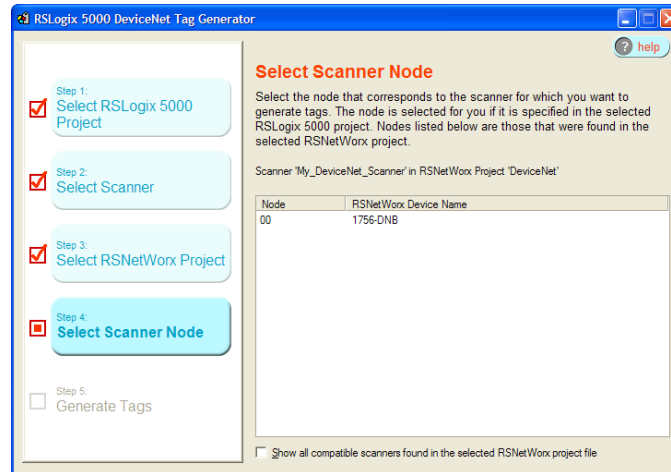 RSLogix 5000 DeviceNet Tag Generator
help
Step 1:
Select RSLogix 5000
Project
Step 2:
Select Scanner
Step 3:
Select RSNetWorx Project
Step 4:
Select Scanner Node
Step 5:
Generate Tags
Select Scanner Node
Select the node that corresponds to the scanner for which you want to
generate tags. The node is selected for you if it is specified in the selected
RSLogix 5000 project. Nodes listed below are those that were found in the
selected RSNetWorx project.
Scanner 'My_DeviceNet_Scanner' in RSNetWorx Project 'DeviceNet'
Node RSNetWorx Device Name
00 1756-DNB
Show all compatible scanners found in the selected RSNetWorx project file